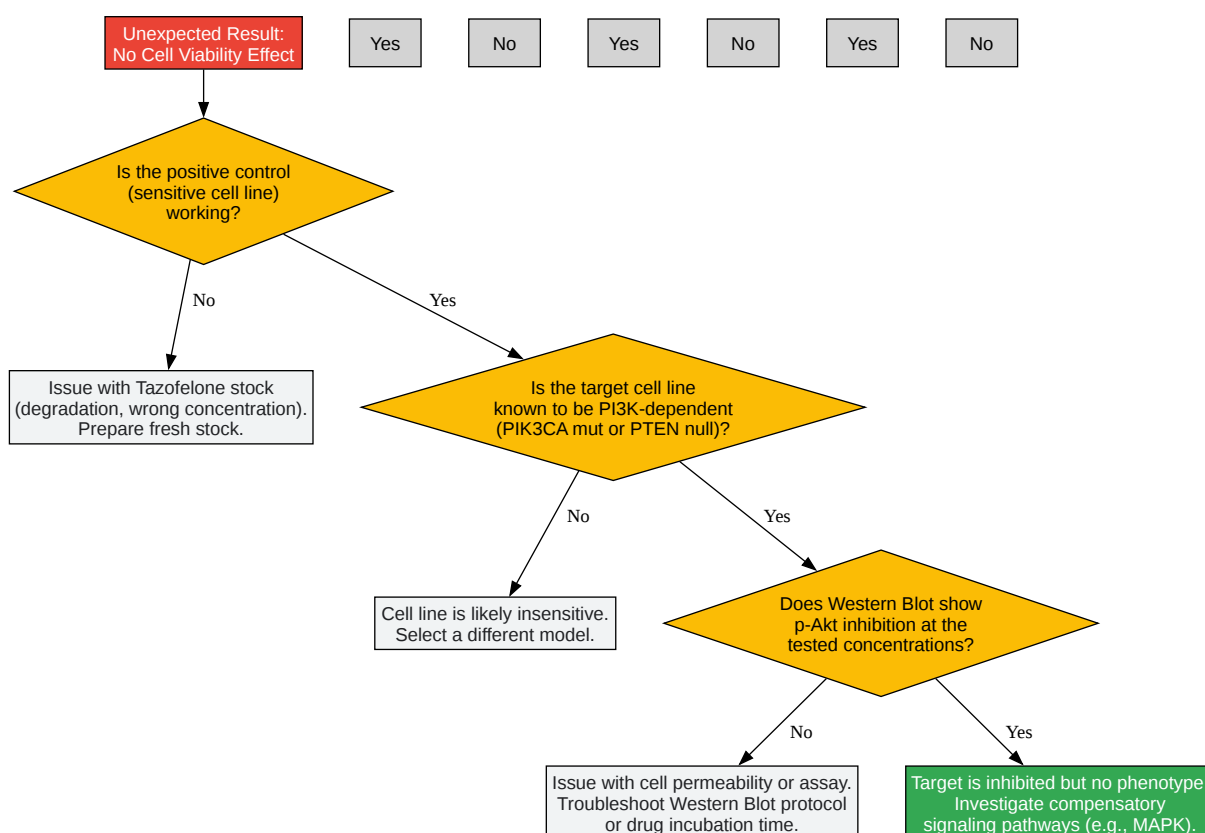 Unexpected Result:
No Cell Viability Effect
Yes
No
Yes
No
Yes
No
Is the positive control
(sensitive cell line)
working?
No
Yes
Issue with Tazofelone stock
(degradation, wrong concentration).
Prepare fresh stock.
Is the target cell line
known to be PI3K-dependent
(PIK3CA mut or PTEN null)?
No
Yes
Cell line is likely insensitive.
Select a different model.
Does Western Blot show
p-Akt inhibition at the
tested concentrations?
No
Yes
Issue with cell permeability or assay.
Troubleshoot Western Blot protocol
or drug incubation time.
Target is inhibited but no phenotype
Investigate compensatory
signaling pathways (e.g., MAPK).